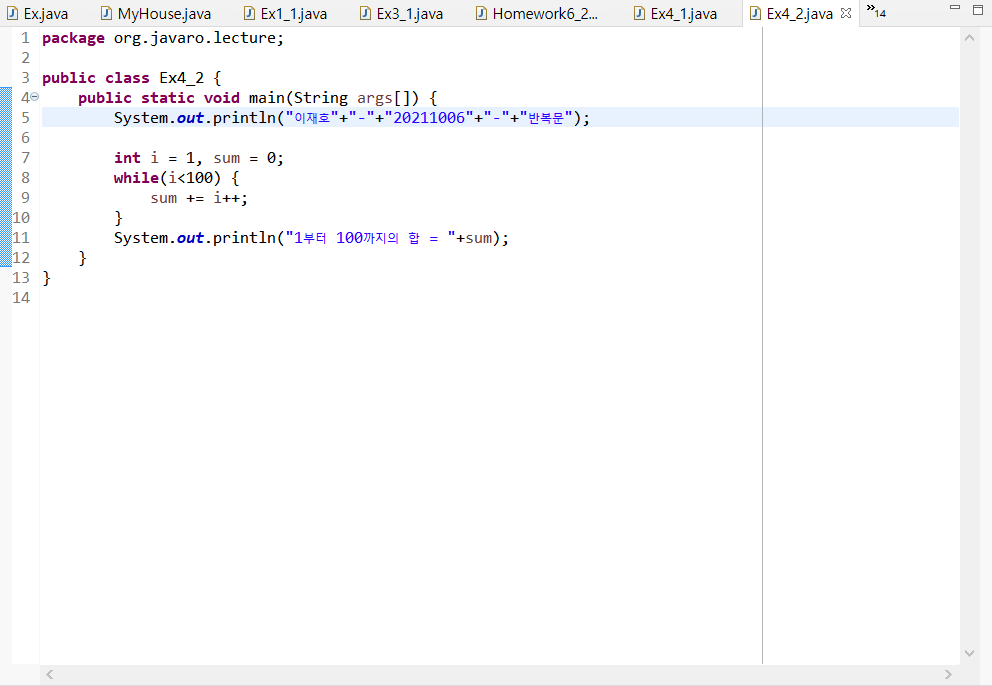 Ex.java MyHouse.java Ex1_1.java Ex3_1.java Homework6_2... Ex4_1.java Ex4_2.java »14
1 package org.javaro.lecture;
2
3 public class Ex4_2 {
4 public static void main(String args[]) {
5 System.out.println("이재호"+"-"+"20211006"+"-"+"반복문");
6
7 int i = 1, sum = 0;
8 while(i<100) {
9 sum += i++;
10 }
11 System.out.println("1부터 100까지의 합 = "+sum);
12 }
13 }
14